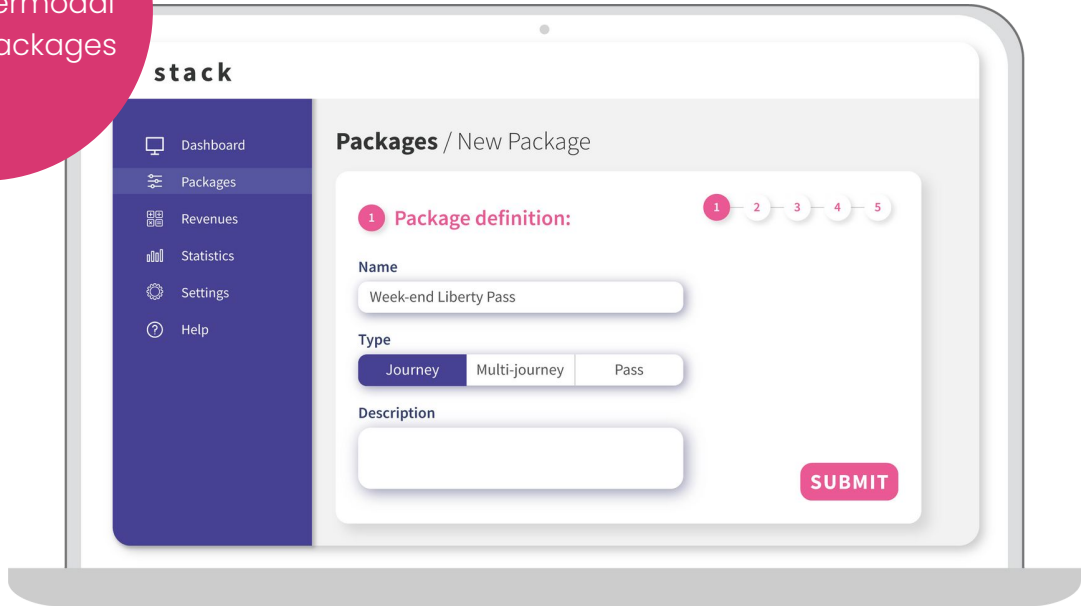 ermodal
ackages
stack
Dashboard
Packages
Revenues
Statistics
Settings
Help
Packages / New Package
1 Package definition:
1 2 3 4 5
Name
Week-end Liberty Pass
Type
Journey Multi-journey Pass
Description
SUBMIT